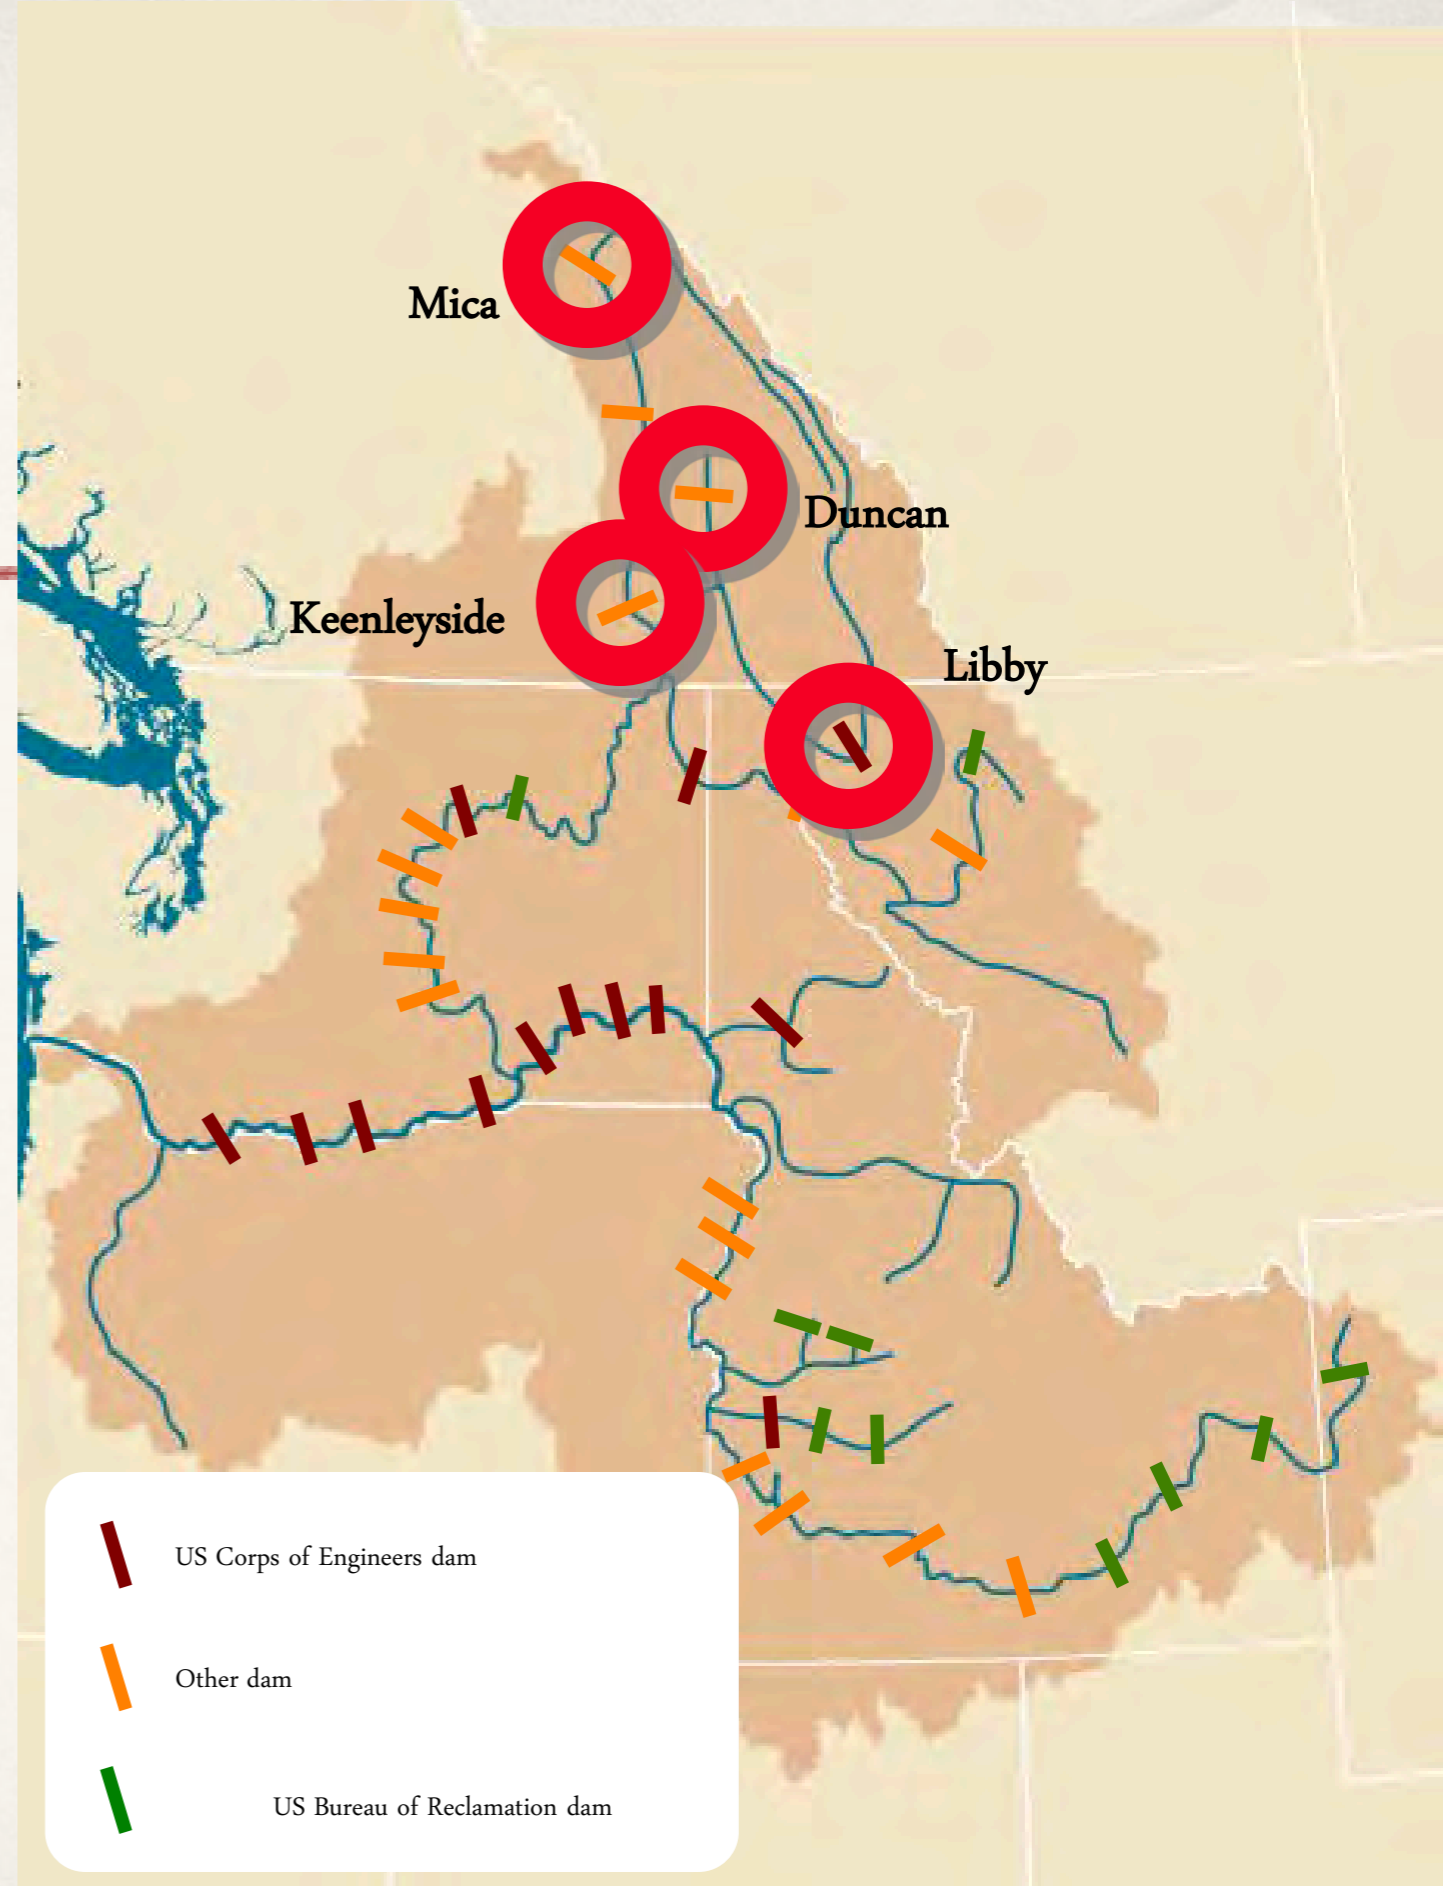 Mica
Duncan
Keenleyside
Libby
US Corps of Engineers dam
Other dam
US Bureau of Reclamation dam